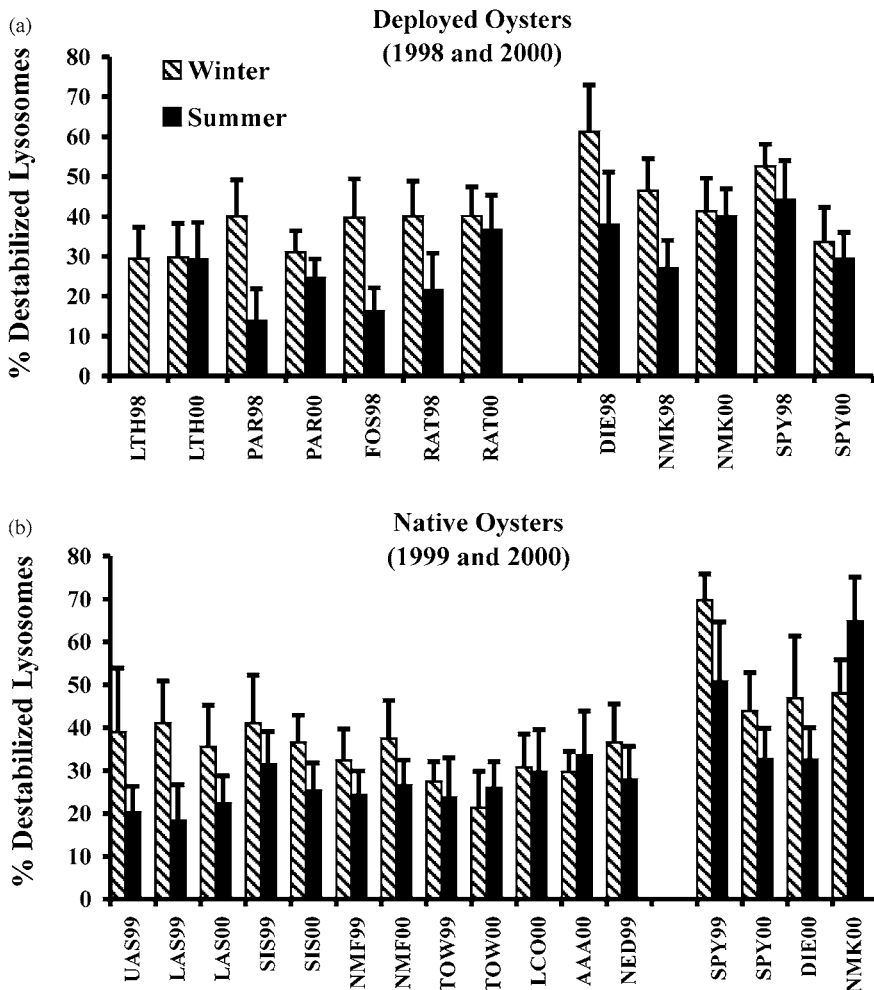 (a)
Deployed Oysters
(1998 and 2000)
% Destabilized Lysosomes
80
70
60
50
40
30
20
10
0
Winter
Summer
LTH98
LTH00
PAR98
PAR00
FOS98
RAT98
RAT00
DIE98
NMK98
NMK00
SPY98
SPY00
(b)
Native Oysters
(1999 and 2000)
% Destabilized Lysosomes
80
70
60
50
40
30
20
10
0
UAS99
LAS99
LAS00
SIS99
SIS00
NMF99
NMF00
TOW99
TOW00
LCO00
AAA00
NED99
SPY99
SPY00
DIE00
NMK00